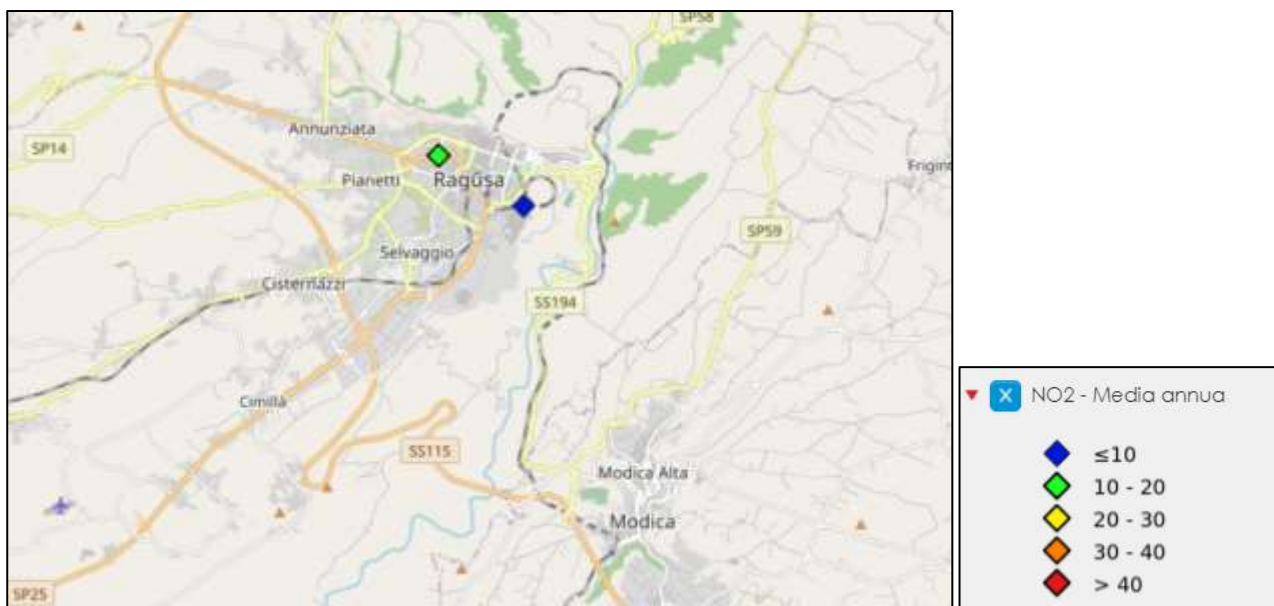 SP58
Annunziata
SP14
Pianetti
Ragusa
Frigint
Selvaggio
SP59
Cisternazzi
SS194
Cimillà
SS115
Modica Alta
Modica
SP25
NO2 - Media annua
≤10
10 - 20
20 - 30
30 - 40
> 40